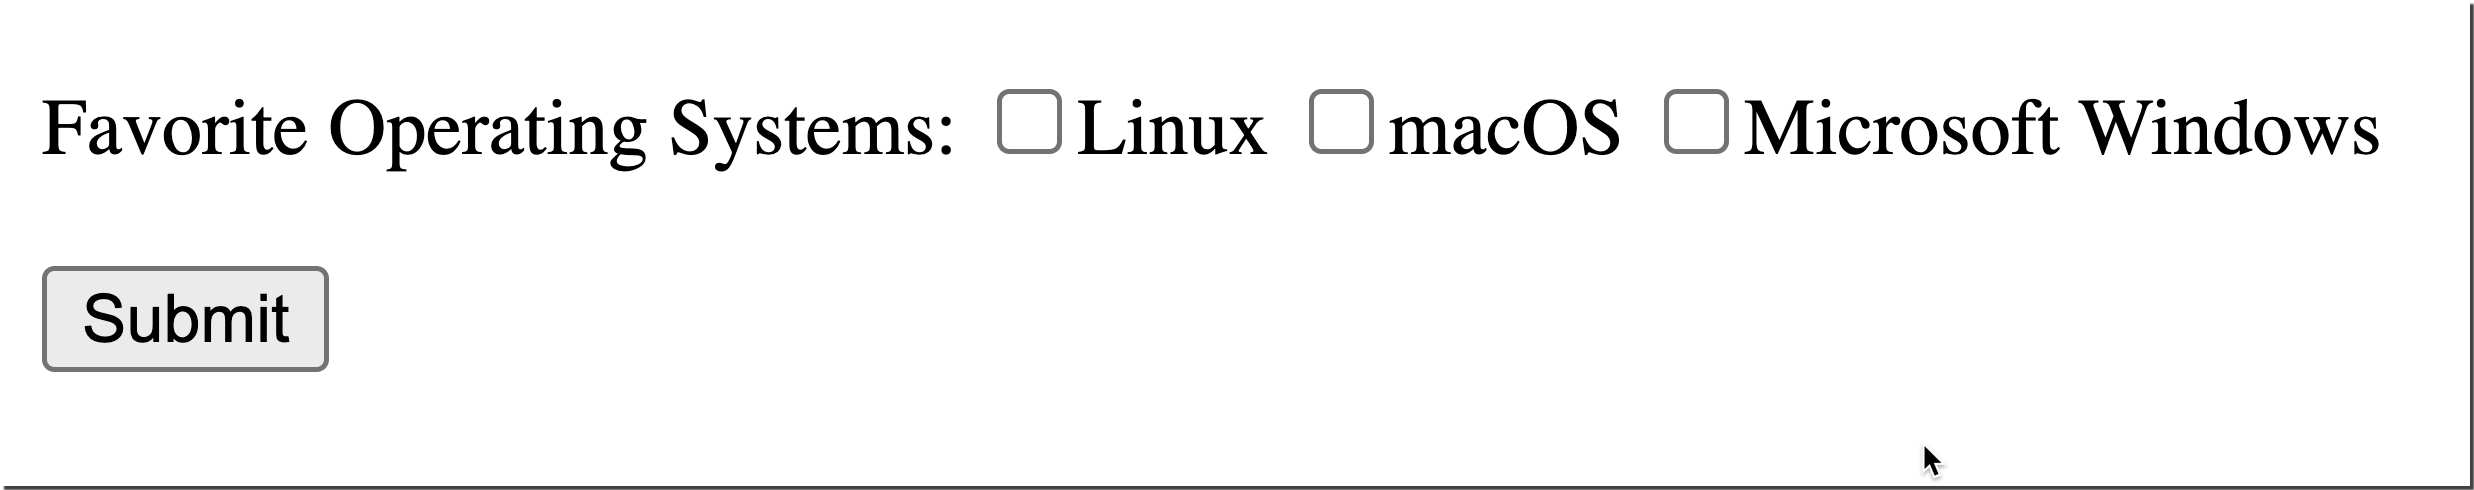 Favorite Operating Systems: Linux macOS Microsoft Windows
Submit